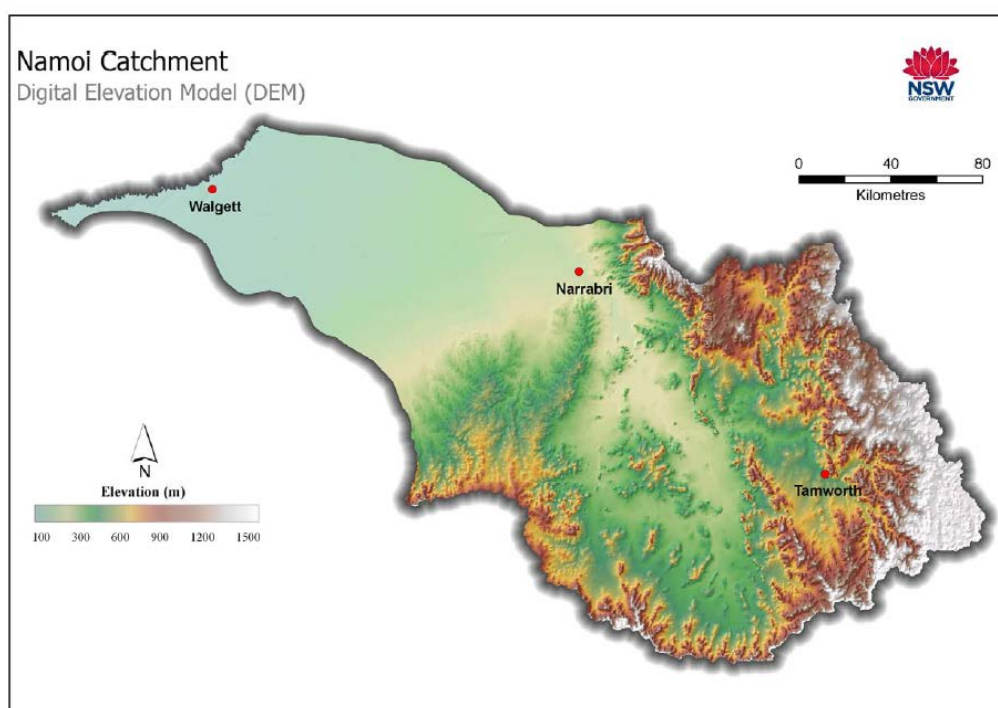 Namoi Catchment
Digital Elevation Model (DEM)
NSW
GOVERNMENT
0 40 80
Kilometres
Walgett
Narrabri
Tamworth
N
Elevation (m)
100 300 600 900 1200 1500